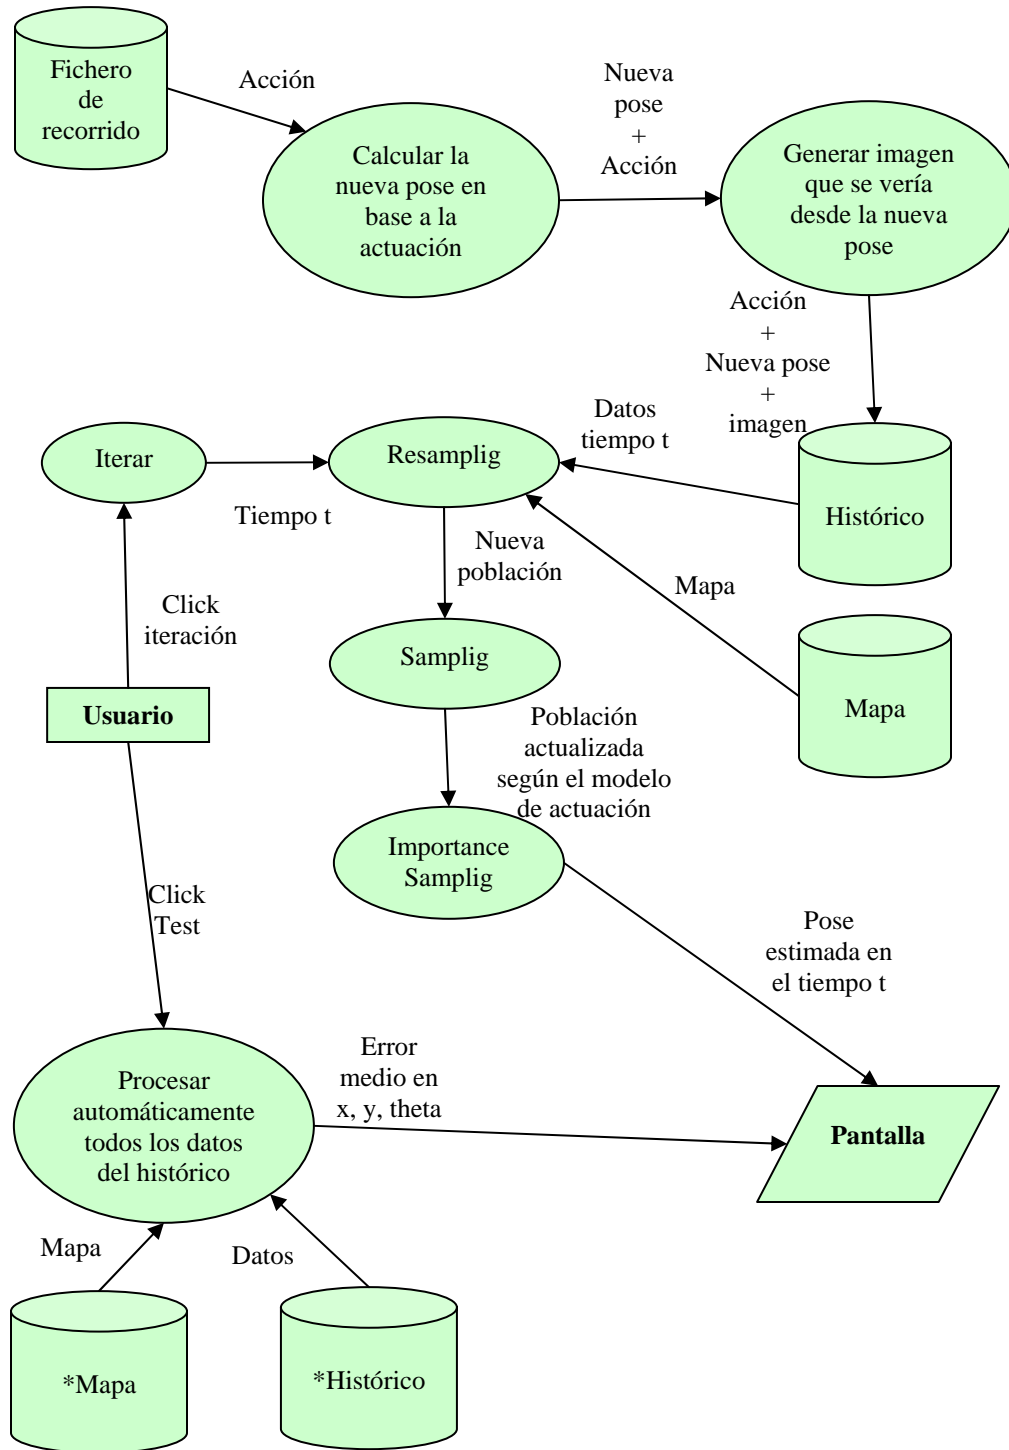 Fichero
de
recorrido
Acción
Calcular la
nueva pose en
base a la
actuación
Nueva
pose
+
Acción
Generar imagen
que se vería
desde la nueva
pose
Acción
+
Nueva pose
+
imagen
Datos
tiempo t
Iterar
Tiempo t
Resamplig
Histórico
Nueva
población
Mapa
Click
iteración
Samplig
Mapa
Usuario
Población
actualizada
según el modelo
de actuación
Importance
Samplig
Click
Test
Pose
estimada en
el tiempo t
Procesar
automáticamente
todos los datos
del histórico
Error
medio en
x, y, theta
Pantalla
Mapa
Datos
*Mapa
*Histórico